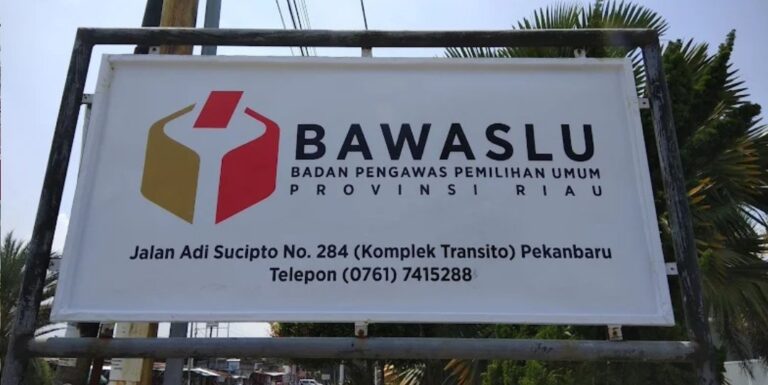 BAWASLU
BADAN PENGAWAS PEMILIHAN UMUM
PROVINSI RIAU
Jalan Adi Sucipto No. 284 (Komplek Transito) Pekanbaru
Telepon (0761) 7415288